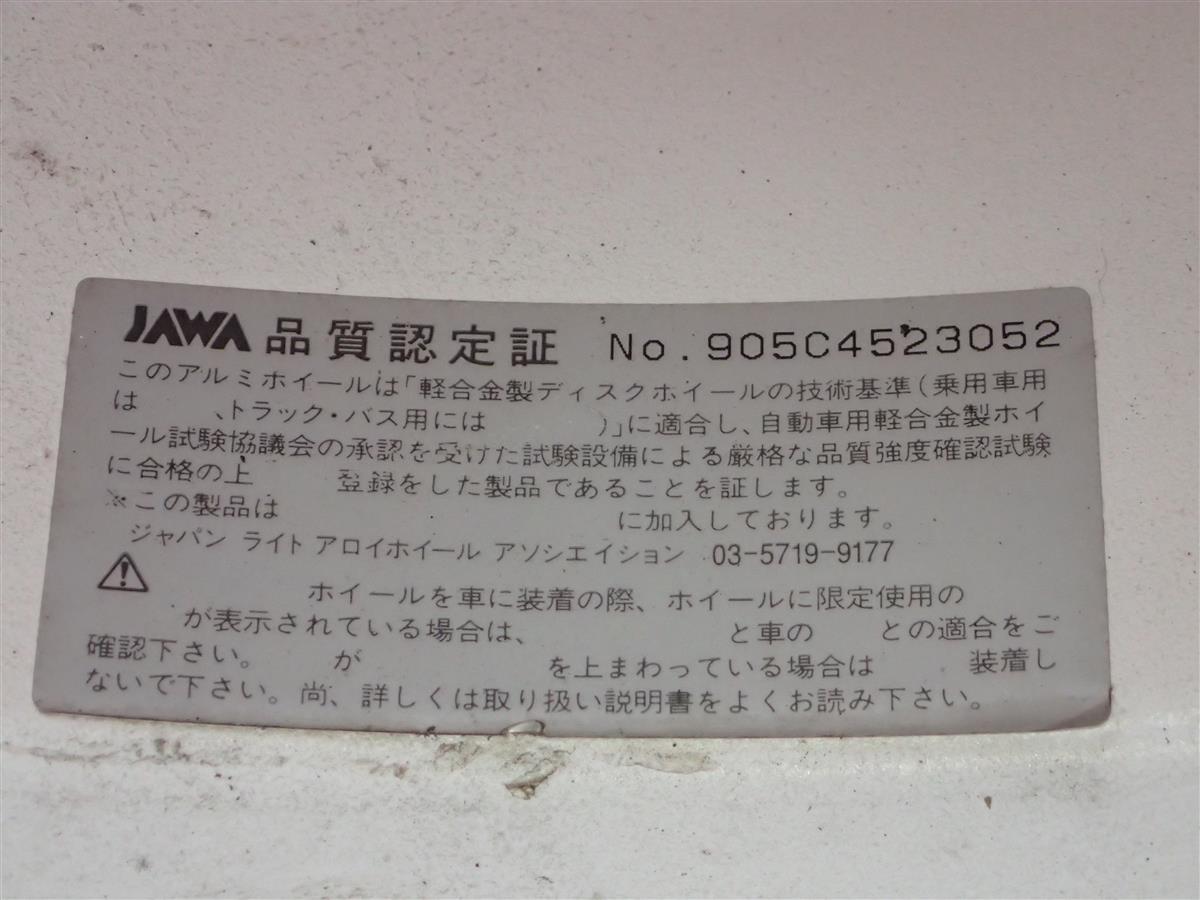 JAWA 品質認定証 No.905C4523052
このアルミホイールは「軽合金製ディスクホイールの技術基準(乗用車用
は 、トラック・バス用には )」に適合し、自動車用軽合金製ホイ
ール試験協議会の承認を受けた試験設備による厳格な品質強度確認試験
に合格の上 登録をした製品であることを証します。
※この製品は に加入しております。
ジャパン ライト アロイホイール アソシエイション 03-5719-9177
ホイールを車に装着の際、ホイールに限定使用の
が表示されている場合は、 と車の との適合をご
確認下さい。 が を上まわっている場合は 装着し
ないで下さい。尚、詳しくは取り扱い説明書をよくお読み下さい。